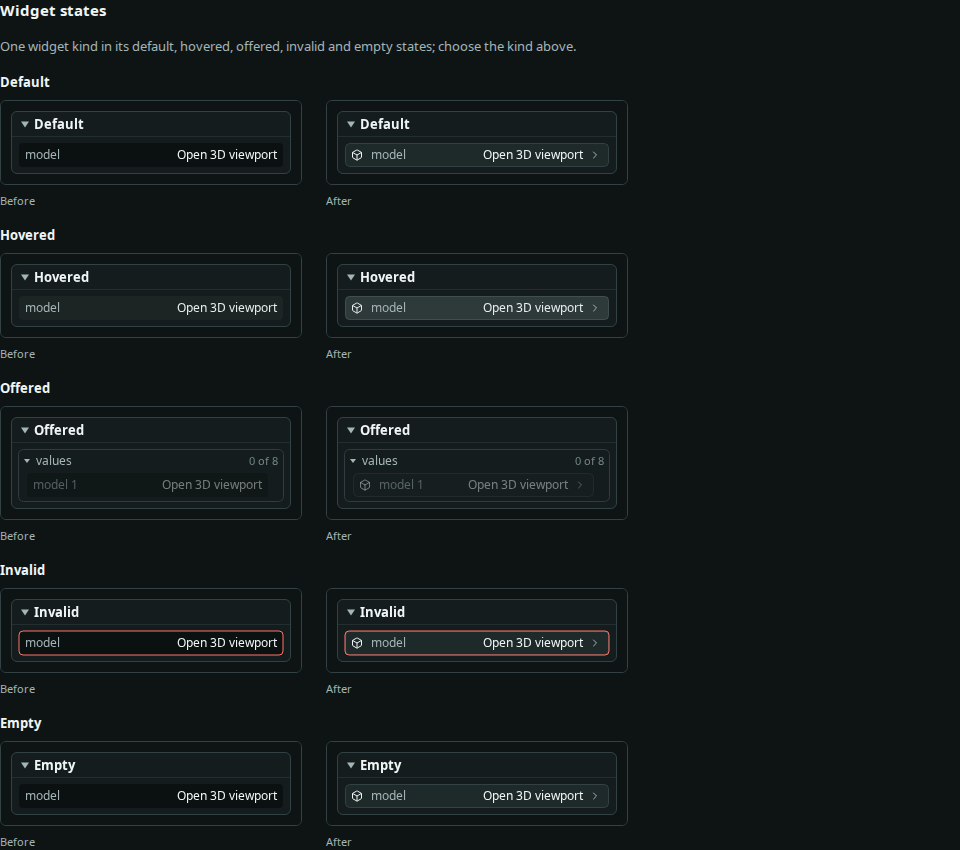 Widget states
One widget kind in its default, hovered, offered, invalid and empty states; choose the kind above.
Default
Default
model Open 3D viewport
Before
Default
model Open 3D viewport
After
Hovered
Hovered
model Open 3D viewport
Before
Hovered
model Open 3D viewport
After
Offered
Offered
values 0 of 8
model 1 Open 3D viewport
Before
Offered
values 0 of 8
model 1 Open 3D viewport
After
Invalid
Invalid
model Open 3D viewport
Before
Invalid
model Open 3D viewport
After
Empty
Empty
model Open 3D viewport
Before
Empty
model Open 3D viewport
After